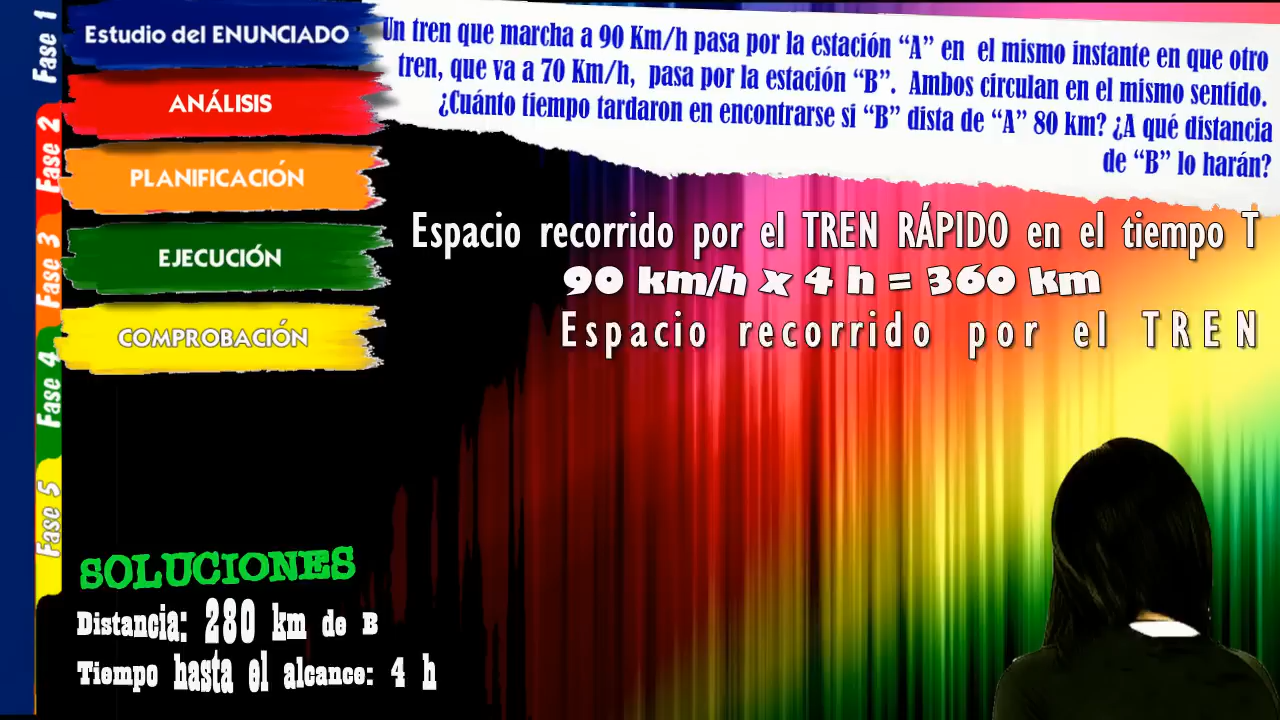 Fase 1
Estudio del ENUNCIADO
Fase 2
ANÁLISIS
Fase 3
PLANIFICACIÓN
Fase 4
EJECUCIÓN
Fase 5
COMPROBACIÓN
Un tren que marcha a 90 Km/h pasa por la estación “A” en el mismo instante en que otro
tren, que va a 70 Km/h, pasa por la estación “B”. Ambos circulan en el mismo sentido.
¿Cuánto tiempo tardaron en encontrarse si “B” dista de “A” 80 km? ¿A qué distancia
de “B” lo harán?
Espacio recorrido por el TREN RÁPIDO en el tiempo T
90 km/h x 4 h = 360 km
Espacio recorrido por el TREN
SOLUCIONES
Distancia: 280 km de B
Tiempo hasta el alcance: 4 h